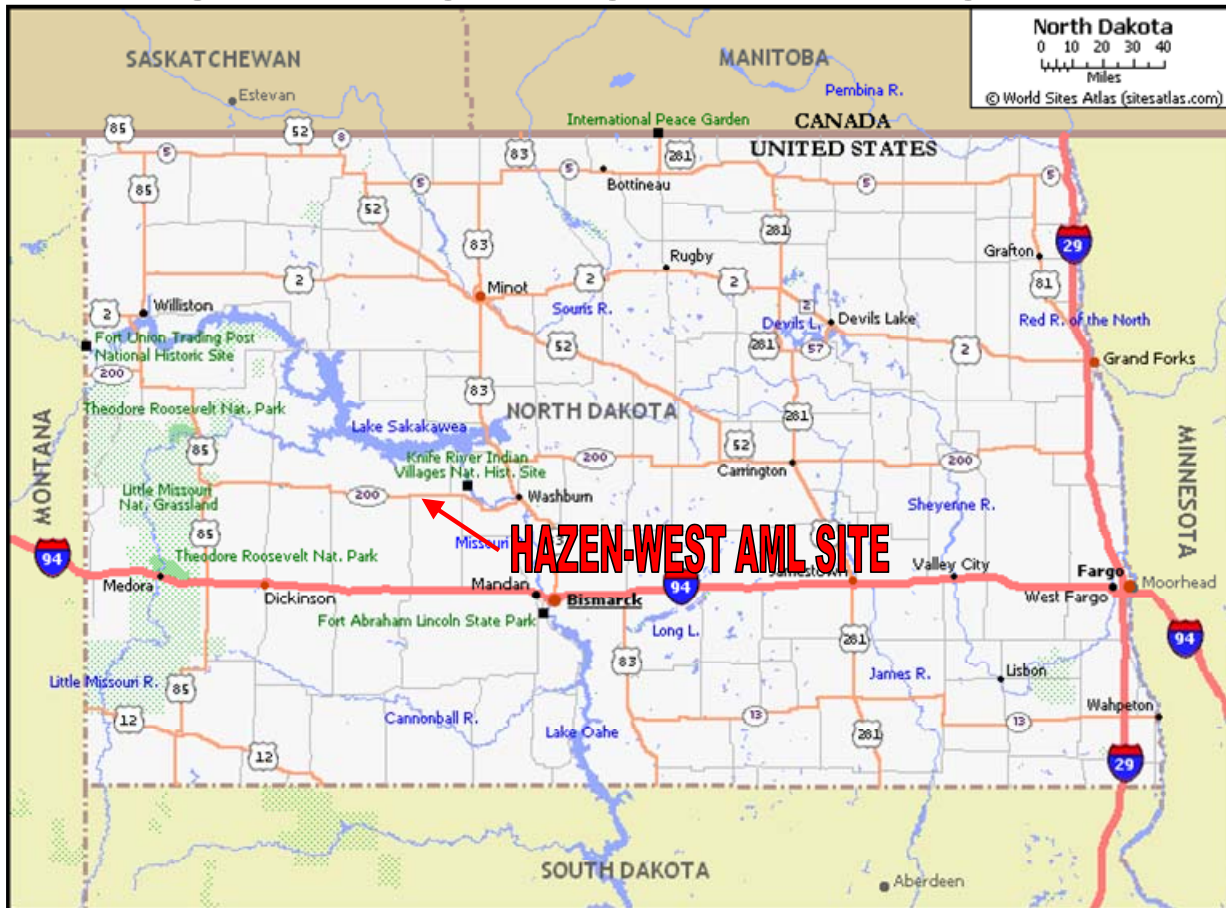 North Dakota
0 10 20 30 40
Miles
© World Sites Atlas (sitesatlas.com)
SASKATCHEWAN
MANITOBA
Estevan
Pembina R.
International Peace Garden
CANADA
UNITED STATES
85
52
8
83
281
5
5
5
5
5
85
Bottineau
52
83
281
29
Rugby
Grafton
2
2
2
81
Minot
2
Williston
2
Souris R.
Devils L.
Devils Lake
Red R. of the North
Fort Union Trading Post
National Historic Site
52
281
57
2
Grand Forks
200
83
Theodore Roosevelt Nat. Park
NORTH DAKOTA
281
Lake Sakakawea
85
52
Knife River Indian
Villages Nat. Hist. Site
200
200
Carrington
MONTANA
MINNESOTA
Little Missouri
Nat. Grassland
200
Washburn
Sheyenne R.
85
HAZEN-WEST AML SITE
94
Theodore Roosevelt Nat. Park
Medora
Dickinson
Mandan
Bismarck
94
Jamestown
Valley City
Fargo
West Fargo
Moorhead
Fort Abraham Lincoln State Park
Long L.
94
281
83
James R.
Lisbon
Little Missouri R.
85
12
Cannonball R.
13
13
Wahpeton
Lake Oahe
12
281
29
SOUTH DAKOTA
Aberdeen